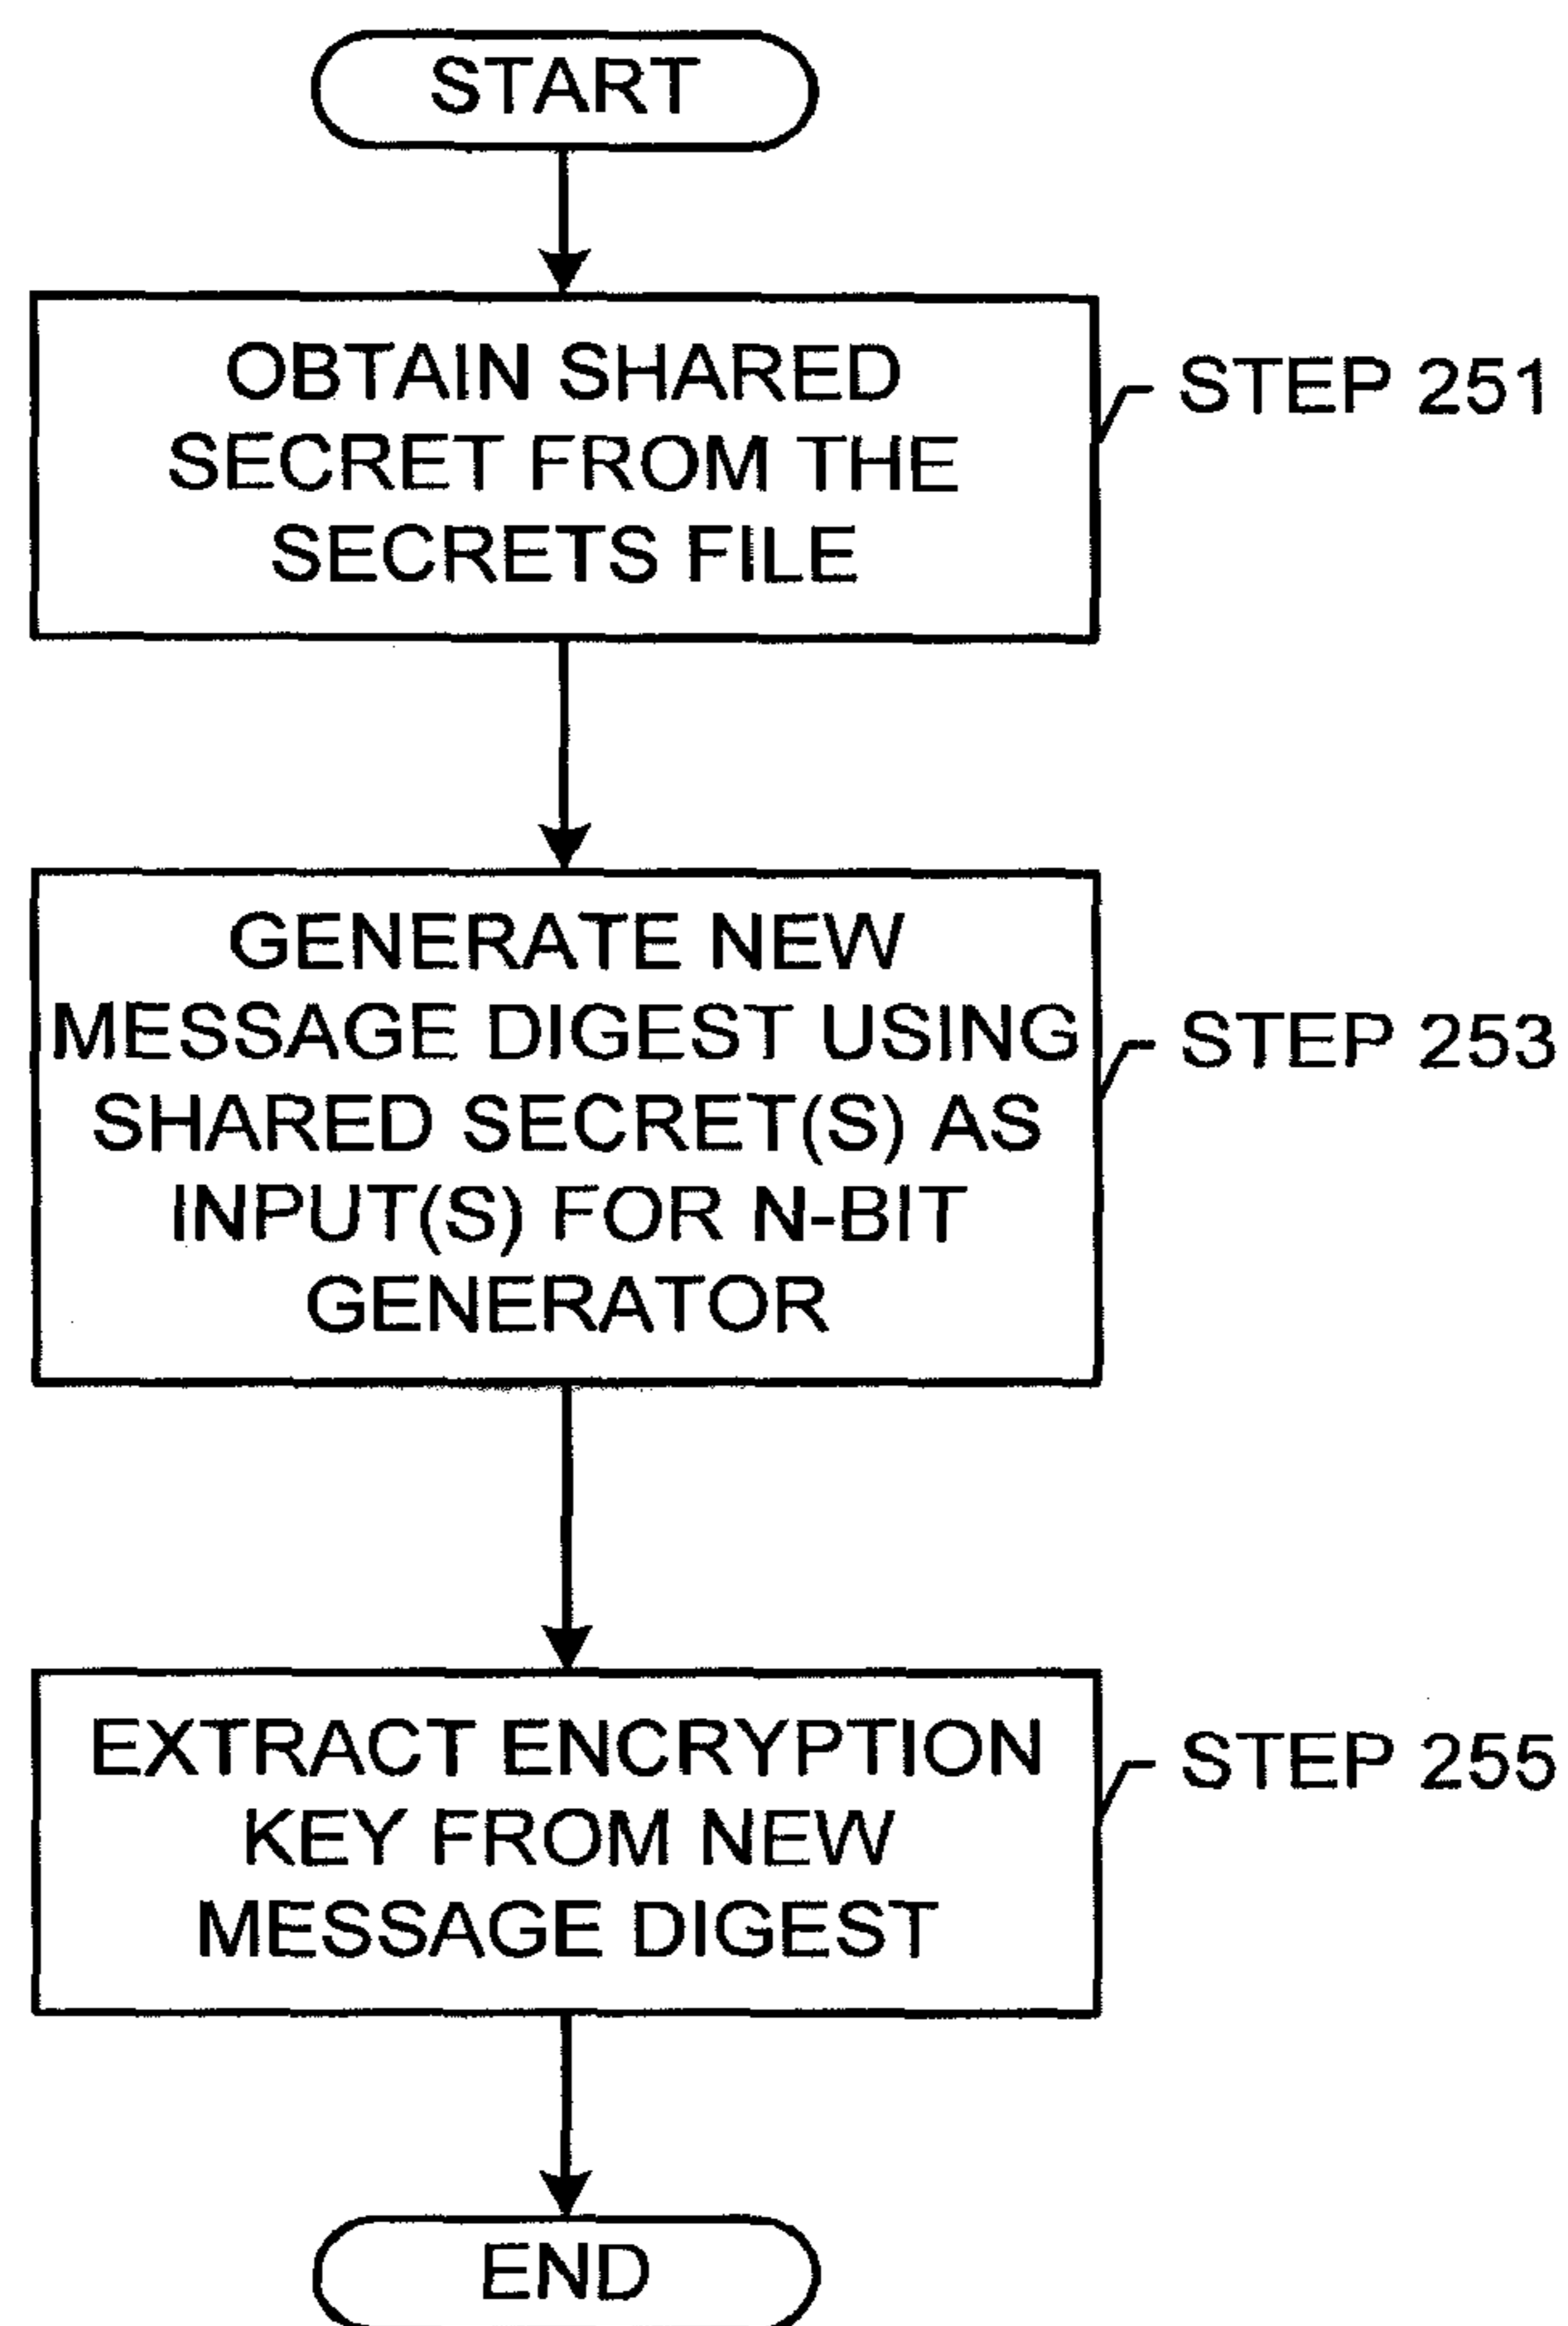 START
OBTAIN SHARED
SECRET FROM THE
SECRETS FILE
STEP 251
GENERATE NEW
MESSAGE DIGEST USING
SHARED SECRET(S) AS
INPUT(S) FOR N-BIT
GENERATOR
STEP 253
EXTRACT ENCRYPTION
KEY FROM NEW
MESSAGE DIGEST
STEP 255
END